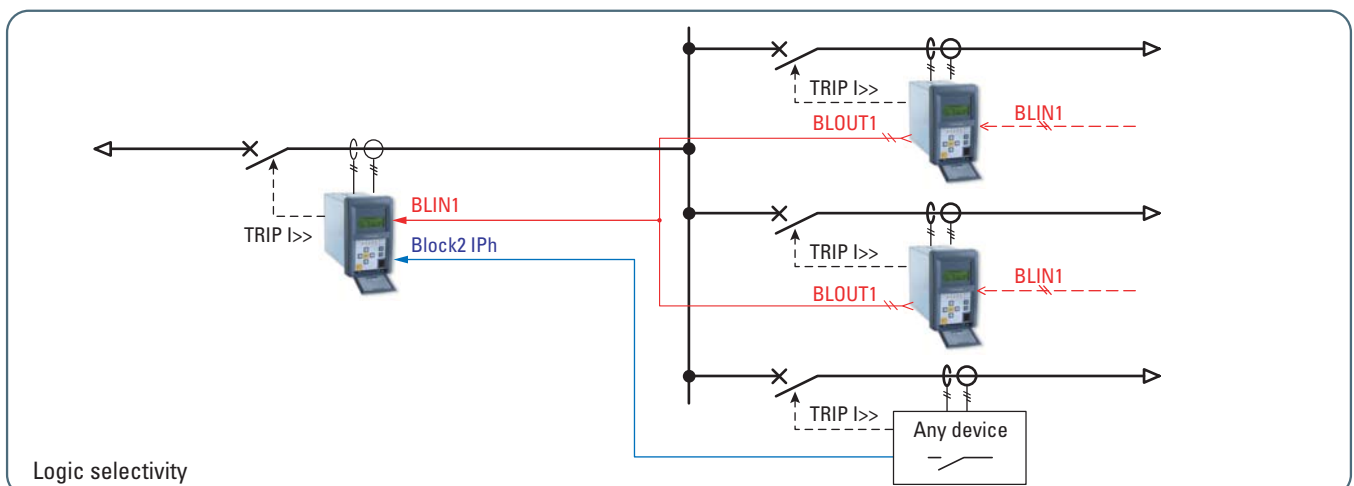 TRIP I>>
BLOUT1
BLIN1
BLIN1
TRIP I>>
Block2 IPh
TRIP I>>
BLOUT1
BLIN1
TRIP I>>
Any device
Logic selectivity